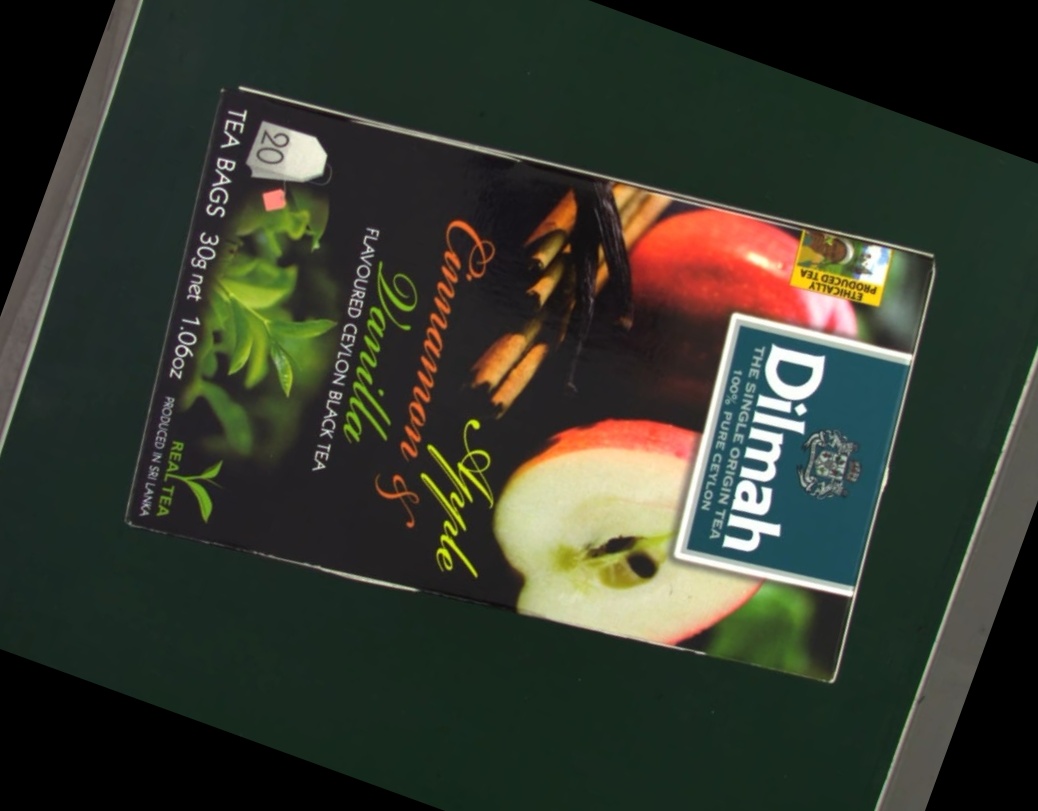 ETHICALLY
PRODUCED TEA
Dilmah
THE SINGLE ORIGIN TEA
100% PURE CEYLON
Apple
Cinnamon &
Vanilla
FLAVOURED CEYLON BLACK TEA
20
TEA BAGS 30g net 1.06oz
REAL TEA
PRODUCED IN SRI LANKA